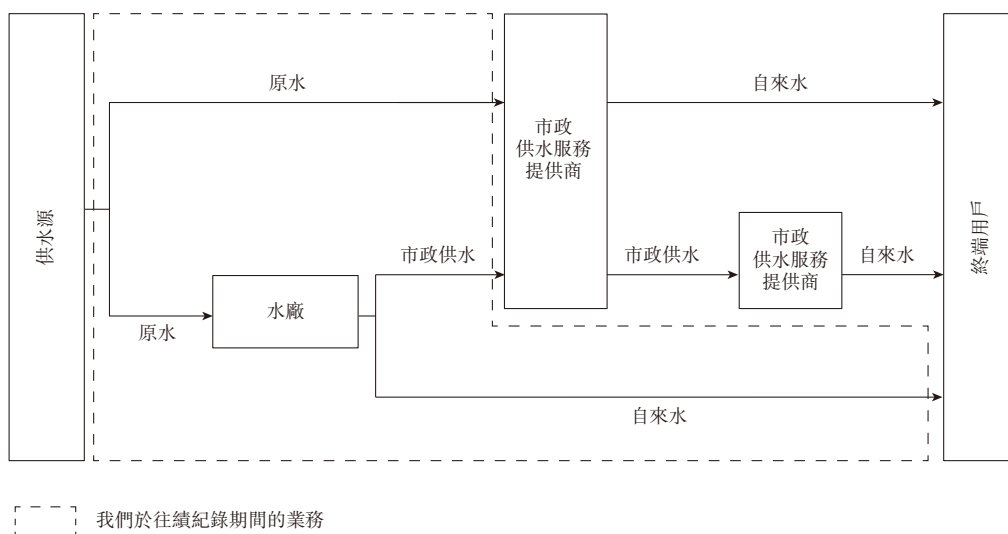 原水
自來水
市政
供水服務
提供商
供水源
終端用戶
市政供水
市政供水
市政
供水服務
提供商
自來水
水廠
原水
自來水
我們於往績紀錄期間的業務